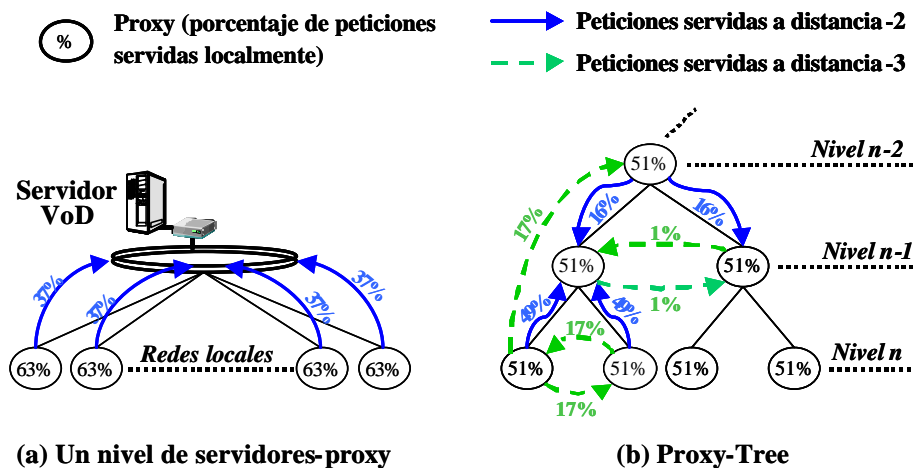 %
Proxy (porcentaje de peticiones
servidas localmente)
Peticiones servidas a distancia-2
Peticiones servidas a distancia-3
Servidor
VoD
37%
37%
37%
37%
63%
63%
Redes locales
63%
63%
(a) Un nivel de servidores-proxy
51%
Nivel n-2
17%
16%
16%
1%
51%
51%
Nivel n-1
1%
49%
49%
17%
51%
51%
51%
51%
Nivel n
17%
(b) Proxy-Tree